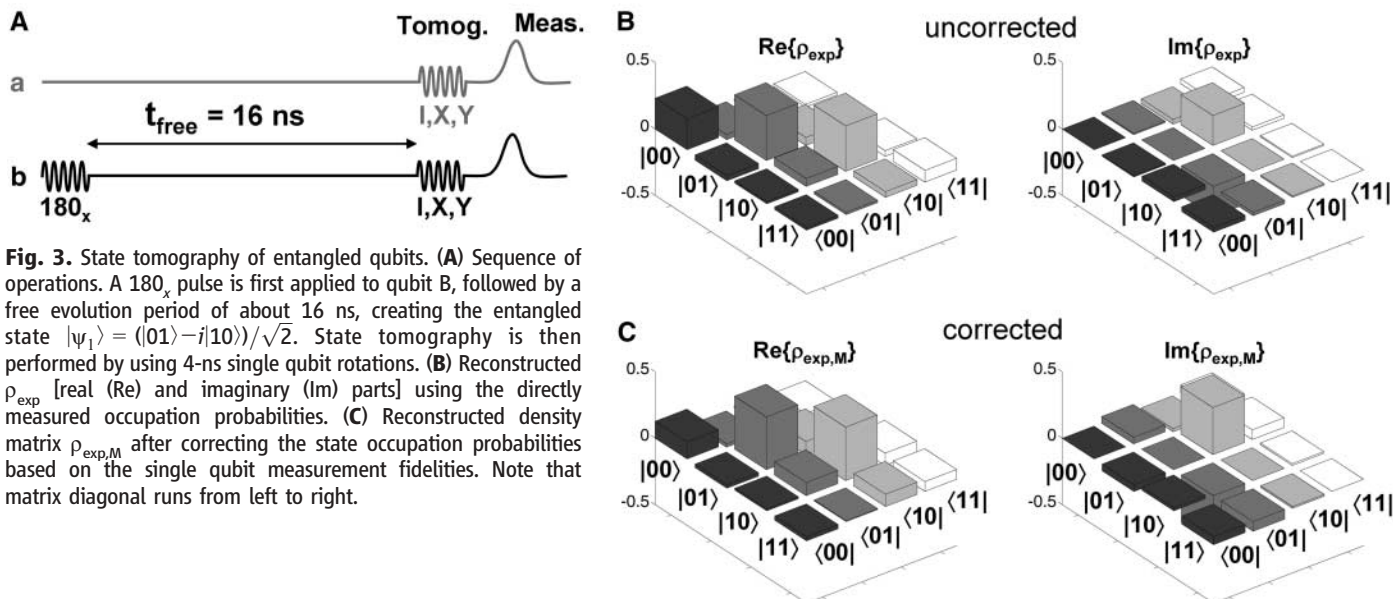 A
Tomog. Meas.
a
I,X,Y
t_free = 16 ns
b
180_x
I,X,Y
Fig. 3. State tomography of entangled qubits. (A) Sequence of
operations. A 180_x pulse is first applied to qubit B, followed by a
free evolution period of about 16 ns, creating the entangled
state |ψ_1⟩ = (|01⟩−i|10⟩)/√2. State tomography is then
performed by using 4-ns single qubit rotations. (B) Reconstructed
ρ_exp [real (Re) and imaginary (Im) parts] using the directly
measured occupation probabilities. (C) Reconstructed density
matrix ρ_exp,M after correcting the state occupation probabilities
based on the single qubit measurement fidelities. Note that
matrix diagonal runs from left to right.
B
uncorrected
Re{ρ_exp}
0.5
0
-0.5
|00⟩
|01⟩
|10⟩
|11⟩
⟨00|
⟨01|
⟨10|
⟨11|
Im{ρ_exp}
0.5
0
-0.5
|00⟩
|01⟩
|10⟩
|11⟩
⟨00|
⟨01|
⟨10|
⟨11|
C
corrected
Re{ρ_exp,M}
0.5
0
-0.5
|00⟩
|01⟩
|10⟩
|11⟩
⟨00|
⟨01|
⟨10|
⟨11|
Im{ρ_exp,M}
0.5
0
-0.5
|00⟩
|01⟩
|10⟩
|11⟩
⟨00|
⟨01|
⟨10|
⟨11|